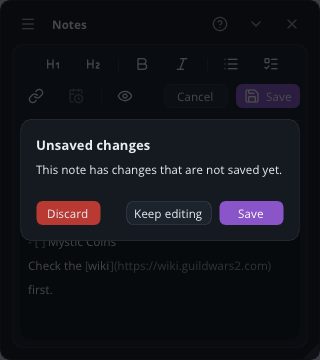 Notes
H1 H2 B I
Cancel Save
Unsaved changes
This note has changes that are not saved yet.
Discard Keep editing Save
- [ ] Mystic Coins
Check the [wiki](https://wiki.guildwars2.com)
first.